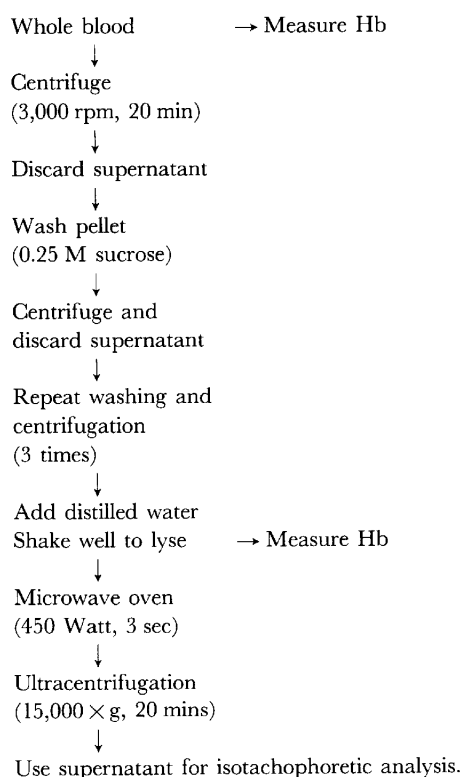 Whole blood → Measure Hb
↓
Centrifuge
(3,000 rpm, 20 min)
↓
Discard supernatant
↓
Wash pellet
(0.25 M sucrose)
↓
Centrifuge and
discard supernatant
↓
Repeat washing and
centrifugation
(3 times)
↓
Add distilled water
Shake well to lyse → Measure Hb
↓
Microwave oven
(450 Watt, 3 sec)
↓
Ultracentrifugation
(15,000 × g, 20 mins)
↓
Use supernatant for isotachophoretic analysis.